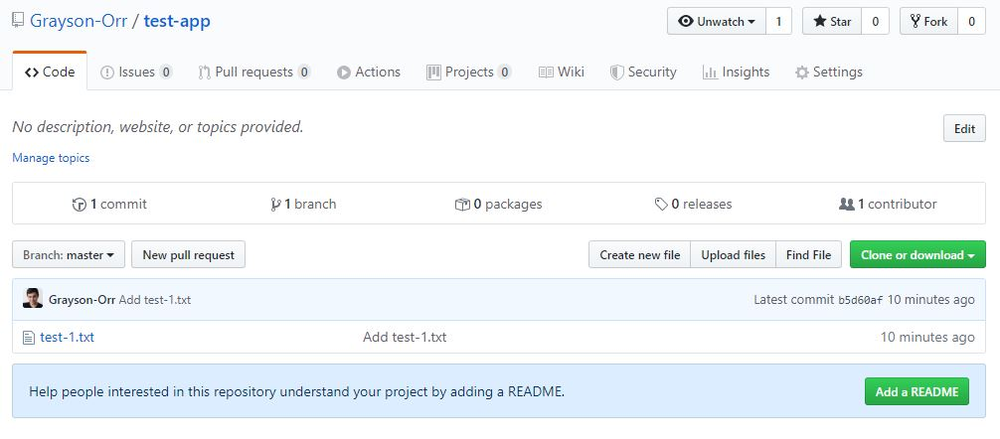 Grayson-Orr / test-app
Unwatch 1 Star 0 Fork 0
Code Issues 0 Pull requests 0 Actions Projects 0 Wiki Security Insights Settings
No description, website, or topics provided. Edit
Manage topics
1 commit 1 branch 0 packages 0 releases 1 contributor
Branch: master New pull request Create new file Upload files Find File Clone or download
Grayson-Orr Add test-1.txt Latest commit b5d60af 10 minutes ago
test-1.txt Add test-1.txt 10 minutes ago
Help people interested in this repository understand your project by adding a README. Add a README